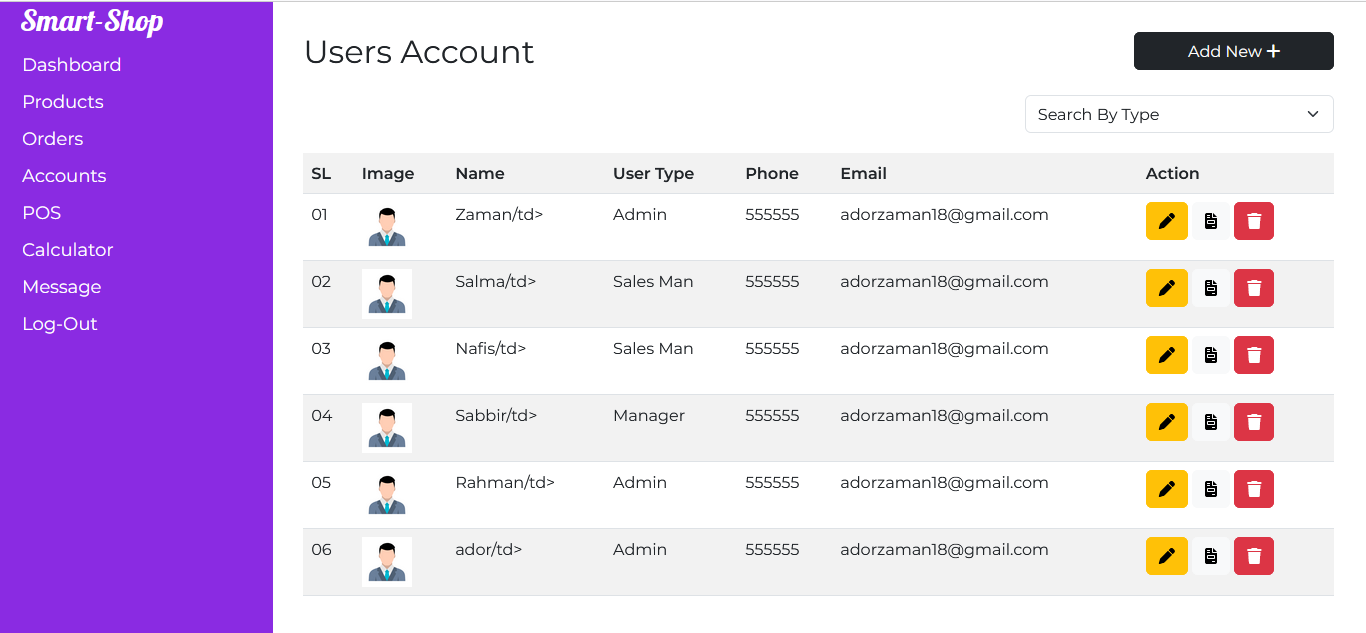 Smart-Shop
Dashboard
Products
Orders
Accounts
POS
Calculator
Message
Log-Out
Users Account
Add New +
Search By Type
SL Image Name User Type Phone Email Action
01 Zaman/td> Admin 555555 adorzaman18@gmail.com
02 Salma/td> Sales Man 555555 adorzaman18@gmail.com
03 Nafis/td> Sales Man 555555 adorzaman18@gmail.com
04 Sabbir/td> Manager 555555 adorzaman18@gmail.com
05 Rahman/td> Admin 555555 adorzaman18@gmail.com
06 ador/td> Admin 555555 adorzaman18@gmail.com